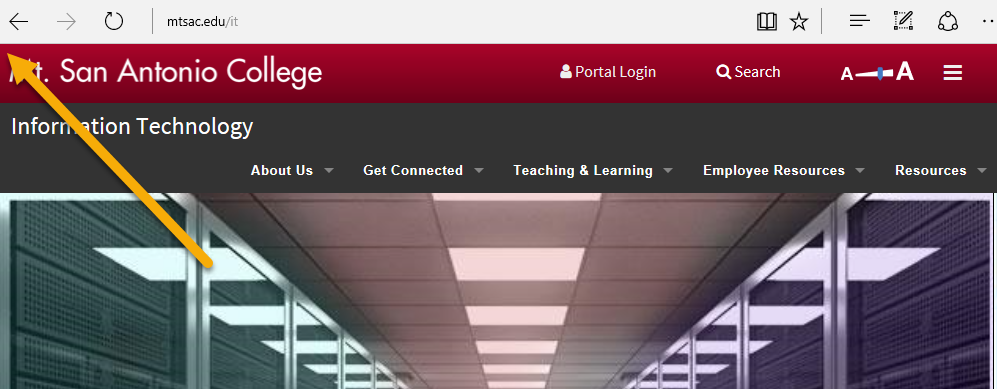 mtsac.edu/it
Mt. San Antonio College
Portal Login
Search
A A
Information Technology
About Us
Get Connected
Teaching & Learning
Employee Resources
Resources